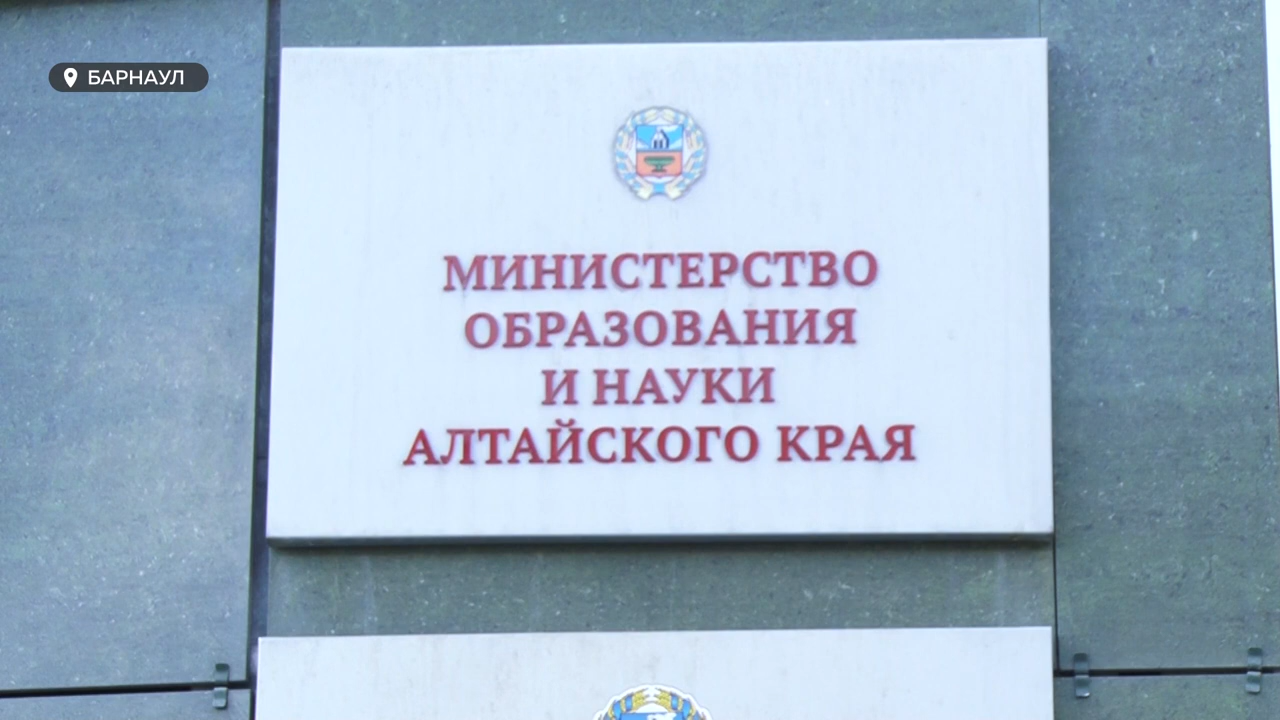 БАРНАУЛ
МИНИСТЕРСТВО
ОБРАЗОВАНИЯ
И НАУКИ
АЛТАЙСКОГО КРАЯ